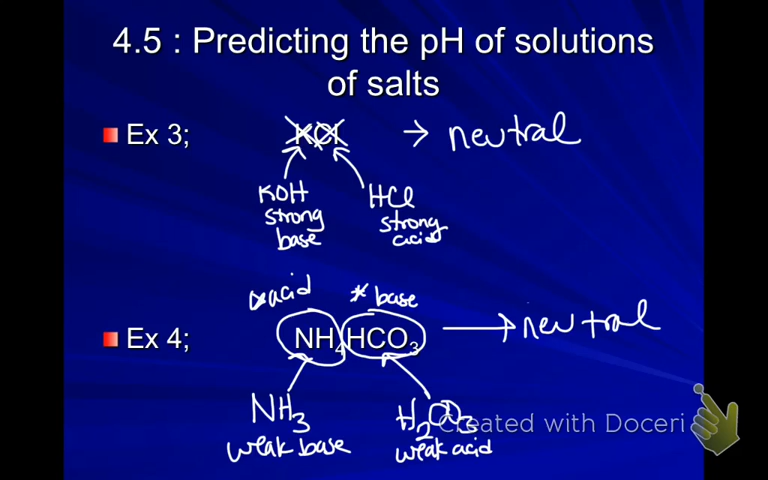 4.5 : Predicting the pH of solutions
of salts
Ex 3; KCl → neutral
KOH HCl
strong strong
base acid
*acid *base
Ex 4; NH4HCO3 → neutral
NH3 H2CO3
weak base weak acid
Created with Doceri